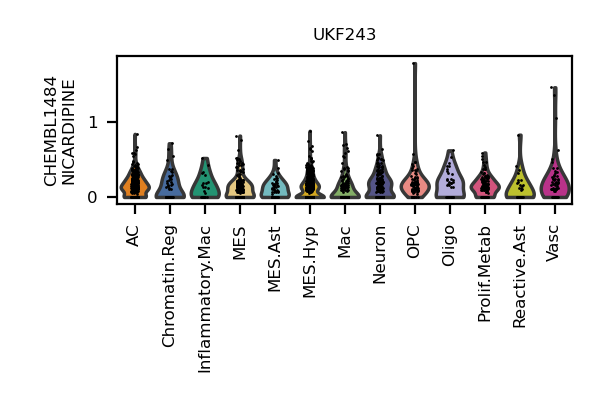 UKF243
CHEMBL1484
NICARDIPINE
1
0
AC
Chromatin.Reg
Inflammatory.Mac
MES
MES.Ast
MES.Hyp
Mac
Neuron
OPC
Oligo
Prolif.Metab
Reactive.Ast
Vasc